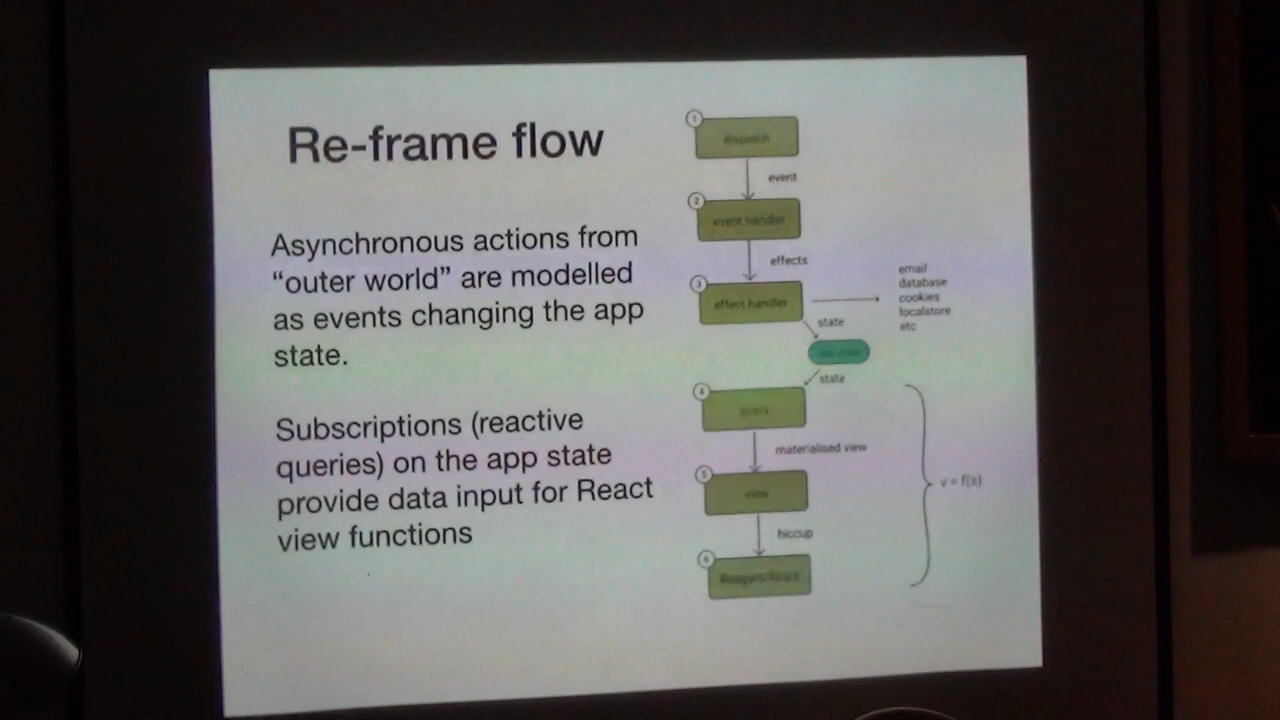 Re-frame flow
Asynchronous actions from
“outer world” are modelled
as events changing the app
state.
Subscriptions (reactive
queries) on the app state
provide data input for React
view functions
1
dispatch
event
2
event handler
effects
3
effect handler
email
database
cookies
localstore
etc
state
state
4
query
materialised view
5
view
hiccup
6
Reagent/React
v = f(s)